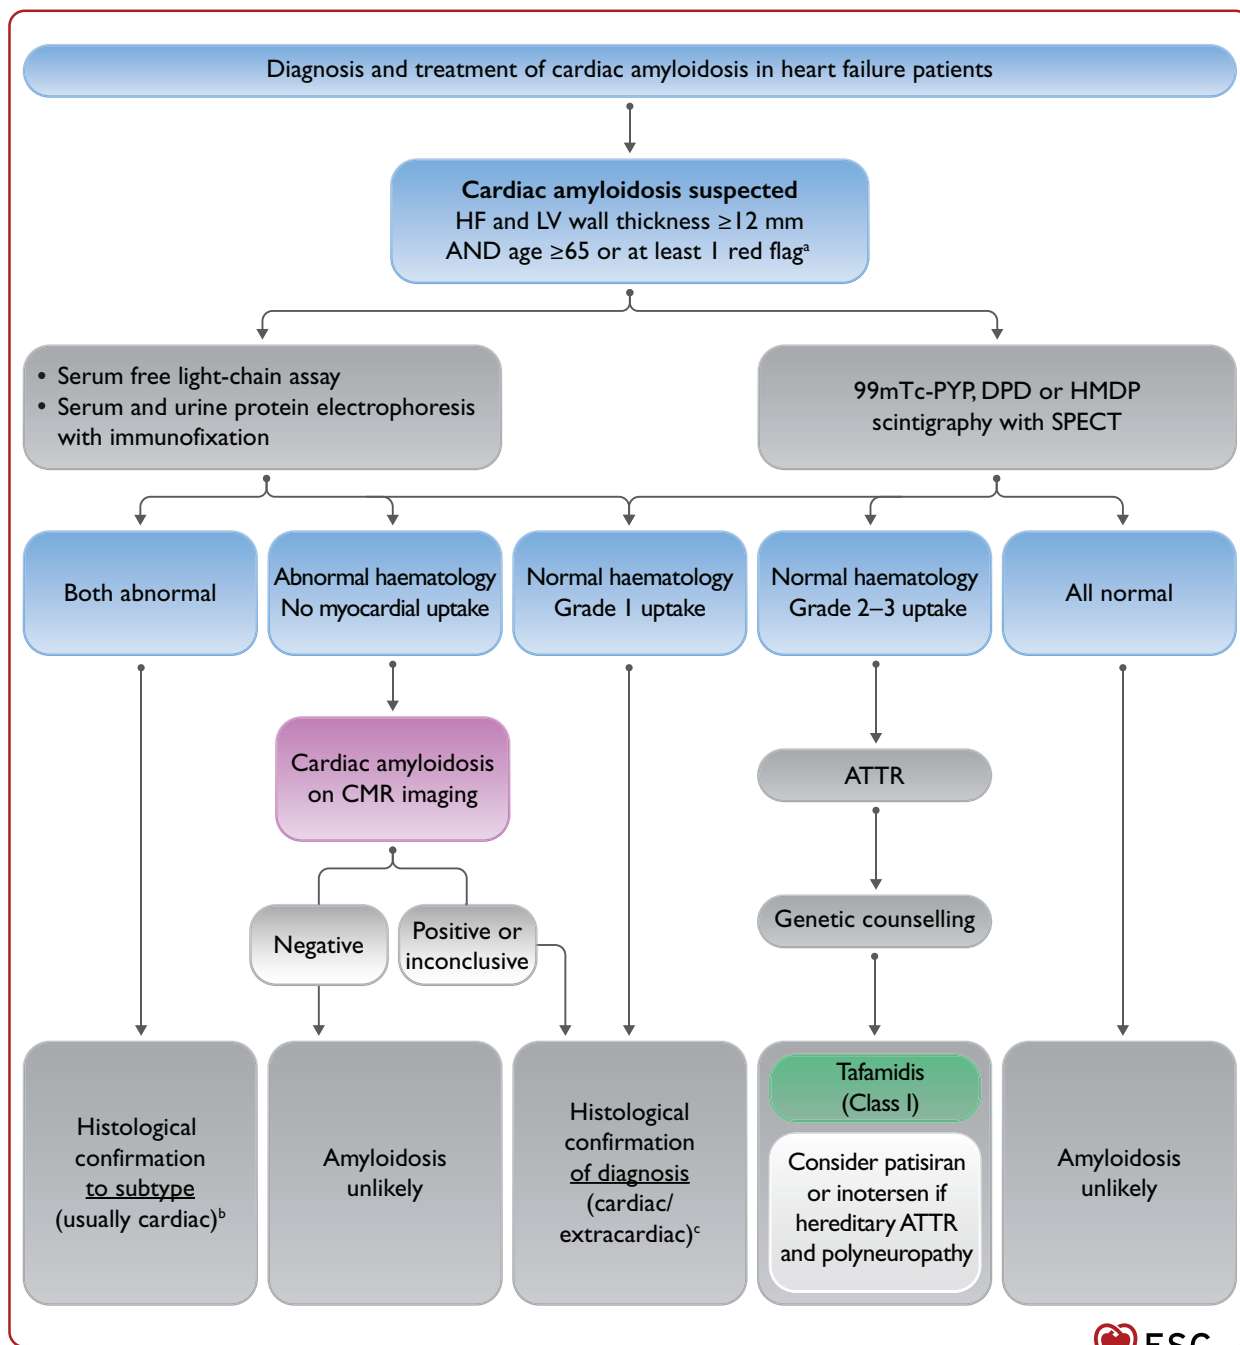 Diagnosis and treatment of cardiac amyloidosis in heart failure patients
Cardiac amyloidosis suspected
HF and LV wall thickness ≥12 mm
AND age ≥65 or at least 1 red flagᵃ
• Serum free light-chain assay
• Serum and urine protein electrophoresis
with immunofixation
99mTc-PYP, DPD or HMDP
scintigraphy with SPECT
Both abnormal
Abnormal haematology
No myocardial uptake
Normal haematology
Grade 1 uptake
Normal haematology
Grade 2–3 uptake
All normal
Cardiac amyloidosis
on CMR imaging
ATTR
Negative
Positive or
inconclusive
Genetic counselling
Histological
confirmation
to subtype
(usually cardiac)ᵇ
Amyloidosis
unlikely
Histological
confirmation
of diagnosis
(cardiac/
extracardiac)ᶜ
Tafamidis
(Class I)
Consider patisiran
or inotersen if
hereditary ATTR
and polyneuropathy
Amyloidosis
unlikely
ESC